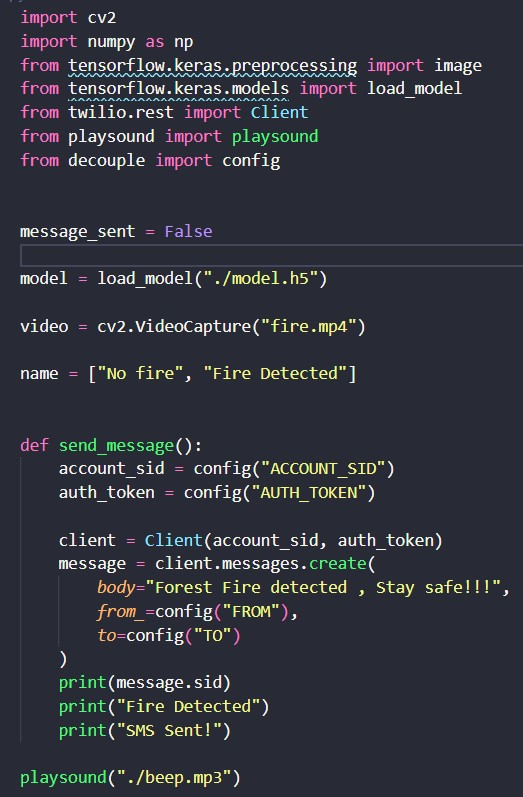 import cv2
import numpy as np
from tensorflow.keras.preprocessing import image
from tensorflow.keras.models import load_model
from twilio.rest import Client
from playsound import playsound
from decouple import config
message_sent = False
model = load_model("./model.h5")
video = cv2.VideoCapture("fire.mp4")
name = ["No fire", "Fire Detected"]
def send_message():
    account_sid = config("ACCOUNT_SID")
    auth_token = config("AUTH_TOKEN")
    client = Client(account_sid, auth_token)
    message = client.messages.create(
        body="Forest Fire detected , Stay safe!!!",
        from_=config("FROM"),
        to=config("TO")
    )
    print(message.sid)
    print("Fire Detected")
    print("SMS Sent!")
playsound("./beep.mp3")